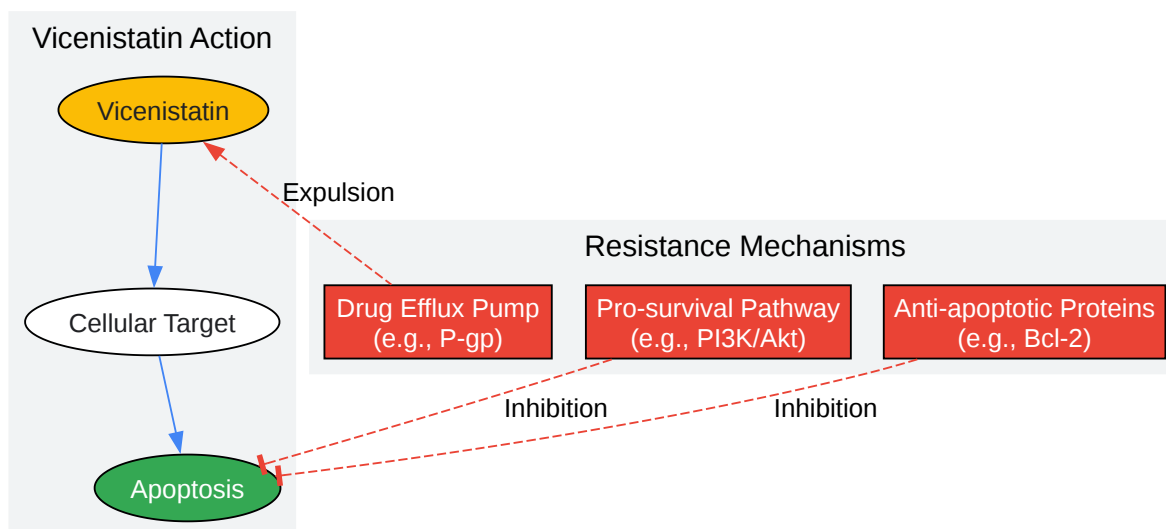 Vicenistatin Action
Vicenistatin
Expulsion
Resistance Mechanisms
Drug Efflux Pump
(e.g., P-gp)
Pro-survival Pathway
(e.g., PI3K/Akt)
Anti-apoptotic Proteins
(e.g., Bcl-2)
Cellular Target
Inhibition
Inhibition
Apoptosis